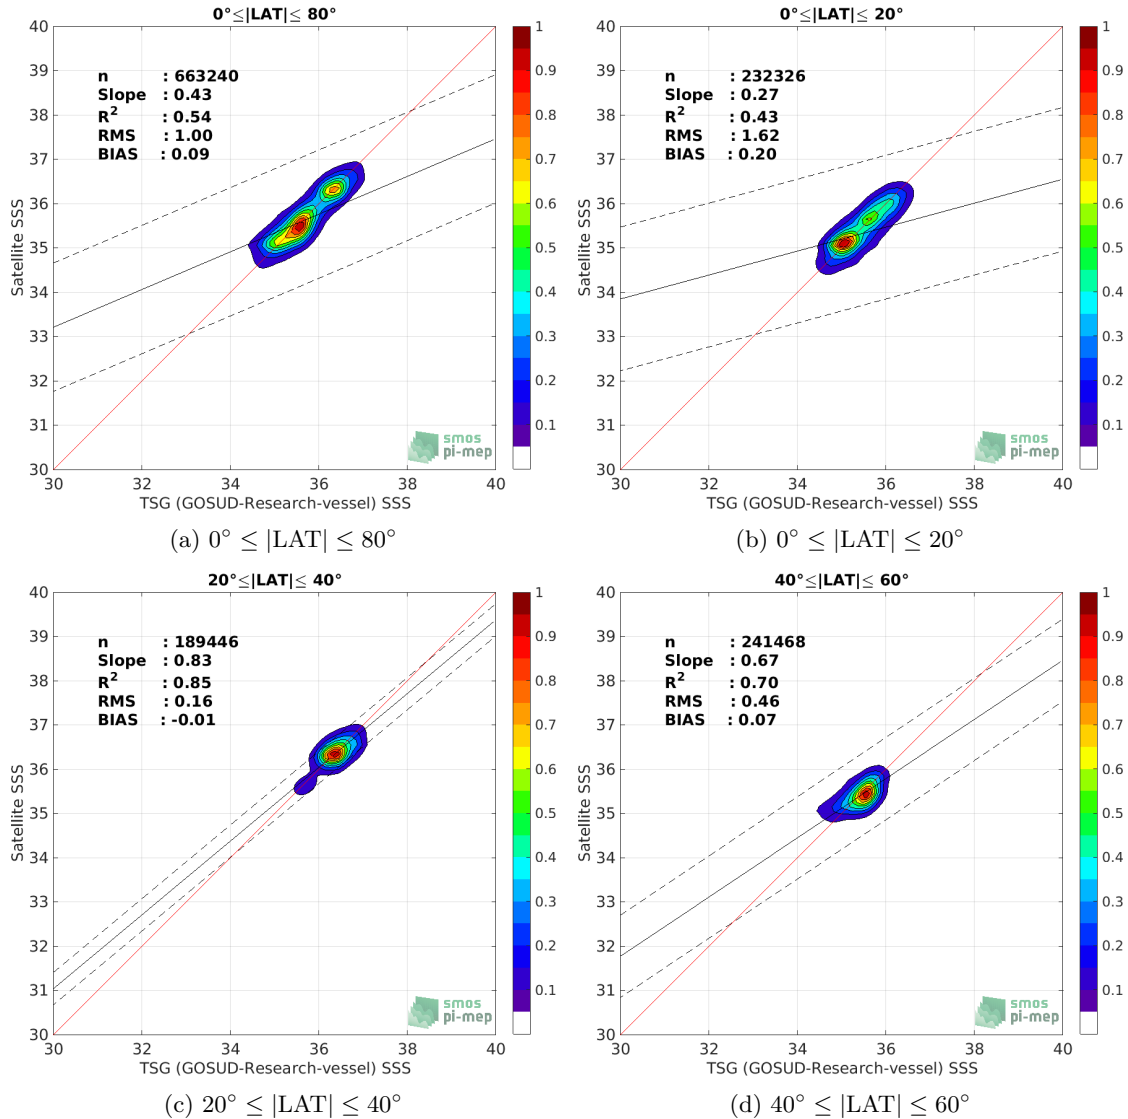 0°≤|LAT|≤ 80°
n : 663240
Slope : 0.43
R² : 0.54
RMS : 1.00
BIAS : 0.09
Satellite SSS
40
39
38
37
36
35
34
33
32
31
30
30 32 34 36 38 40
TSG (GOSUD-Research-vessel) SSS
1
0.9
0.8
0.7
0.6
0.5
0.4
0.3
0.2
0.1
smos
pi-mep
(a) 0° ≤ |LAT| ≤ 80°
0°≤|LAT|≤ 20°
n : 232326
Slope : 0.27
R² : 0.43
RMS : 1.62
BIAS : 0.20
Satellite SSS
40
39
38
37
36
35
34
33
32
31
30
30 32 34 36 38 40
TSG (GOSUD-Research-vessel) SSS
1
0.9
0.8
0.7
0.6
0.5
0.4
0.3
0.2
0.1
smos
pi-mep
(b) 0° ≤ |LAT| ≤ 20°
20°≤|LAT|≤ 40°
n : 189446
Slope : 0.83
R² : 0.85
RMS : 0.16
BIAS : -0.01
Satellite SSS
40
39
38
37
36
35
34
33
32
31
30
30 32 34 36 38 40
TSG (GOSUD-Research-vessel) SSS
1
0.9
0.8
0.7
0.6
0.5
0.4
0.3
0.2
0.1
smos
pi-mep
(c) 20° ≤ |LAT| ≤ 40°
40°≤|LAT|≤ 60°
n : 241468
Slope : 0.67
R² : 0.70
RMS : 0.46
BIAS : 0.07
Satellite SSS
40
39
38
37
36
35
34
33
32
31
30
30 32 34 36 38 40
TSG (GOSUD-Research-vessel) SSS
1
0.9
0.8
0.7
0.6
0.5
0.4
0.3
0.2
0.1
smos
pi-mep
(d) 40° ≤ |LAT| ≤ 60°